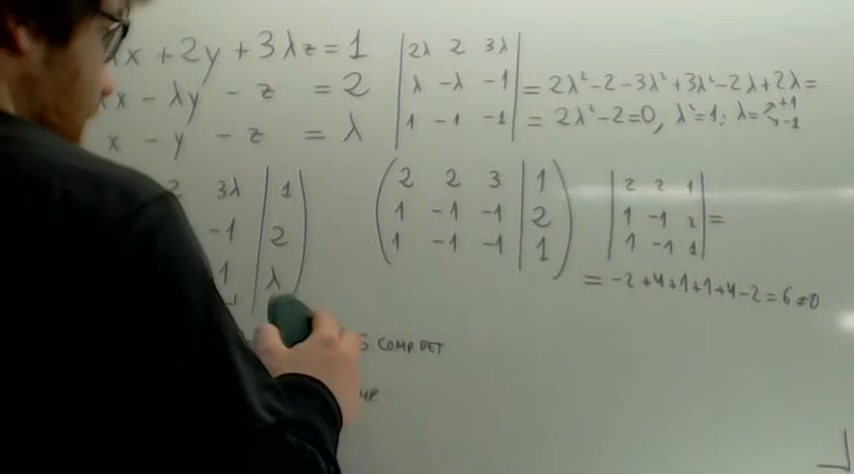 λx + 2y + 3λz = 1
x - λy - z = 2
x - y - z = λ
|2λ 2 3λ|
|λ -λ -1| = 2λ²-2-3λ²+3λ²-2λ+2λ=
|1 -1 -1| = 2λ²-2=0, λ²=1; λ= +1 -1
2 3λ | 1
-1 | 2
1 | λ
(2 2 3 | 1)
(1 -1 -1 | 2)
(1 -1 -1 | 1)
|2 2 1|
|1 -1 2| =
|1 -1 1|
= -2+4+1+1+4-2=6≠0
S. COMP. DET